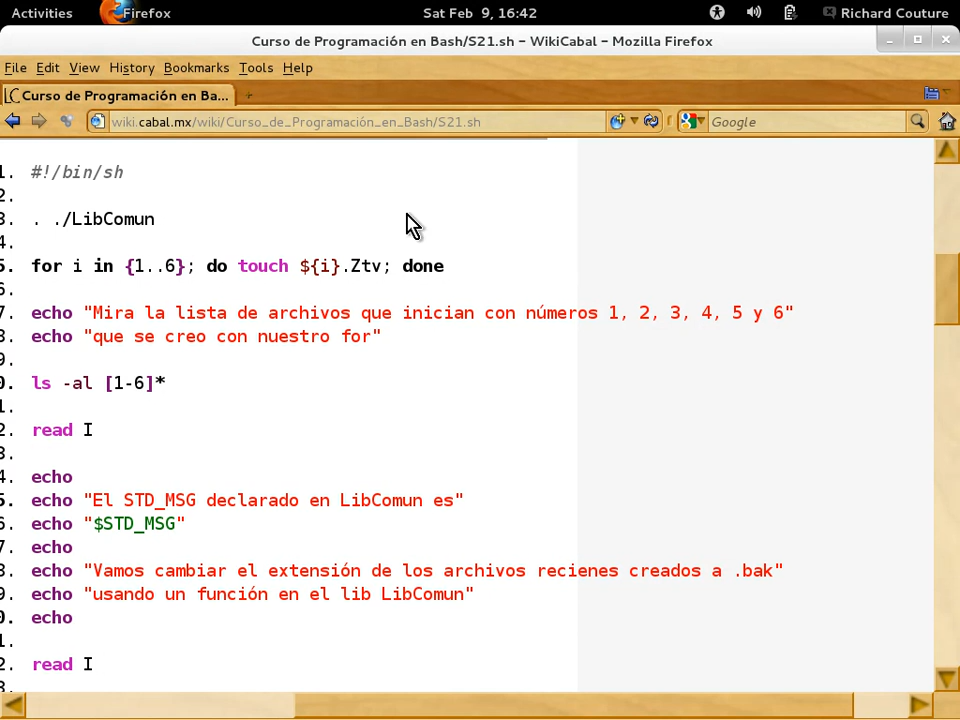 Activities Firefox Sat Feb 9, 16:42 Richard Couture
Curso de Programación en Bash/S21.sh – WikiCabal – Mozilla Firefox
File Edit View History Bookmarks Tools Help
Curso de Programación en Ba...
wiki.cabal.mx/wiki/Curso_de_Programación_en_Bash/S21.sh Google
1. #!/bin/sh
2.
3. . ./LibComun
4.
5. for i in {1..6}; do touch ${i}.Ztv; done
6.
7. echo "Mira la lista de archivos que inician con números 1, 2, 3, 4, 5 y 6"
8. echo "que se creo con nuestro for"
9.
0. ls -al [1-6]*
1.
2. read I
3.
4. echo
5. echo "El STD_MSG declarado en LibComun es"
6. echo "$STD_MSG"
7. echo
8. echo "Vamos cambiar el extensión de los archivos recienes creados a .bak"
9. echo "usando un función en el lib LibComun"
0. echo
1.
2. read I
3.